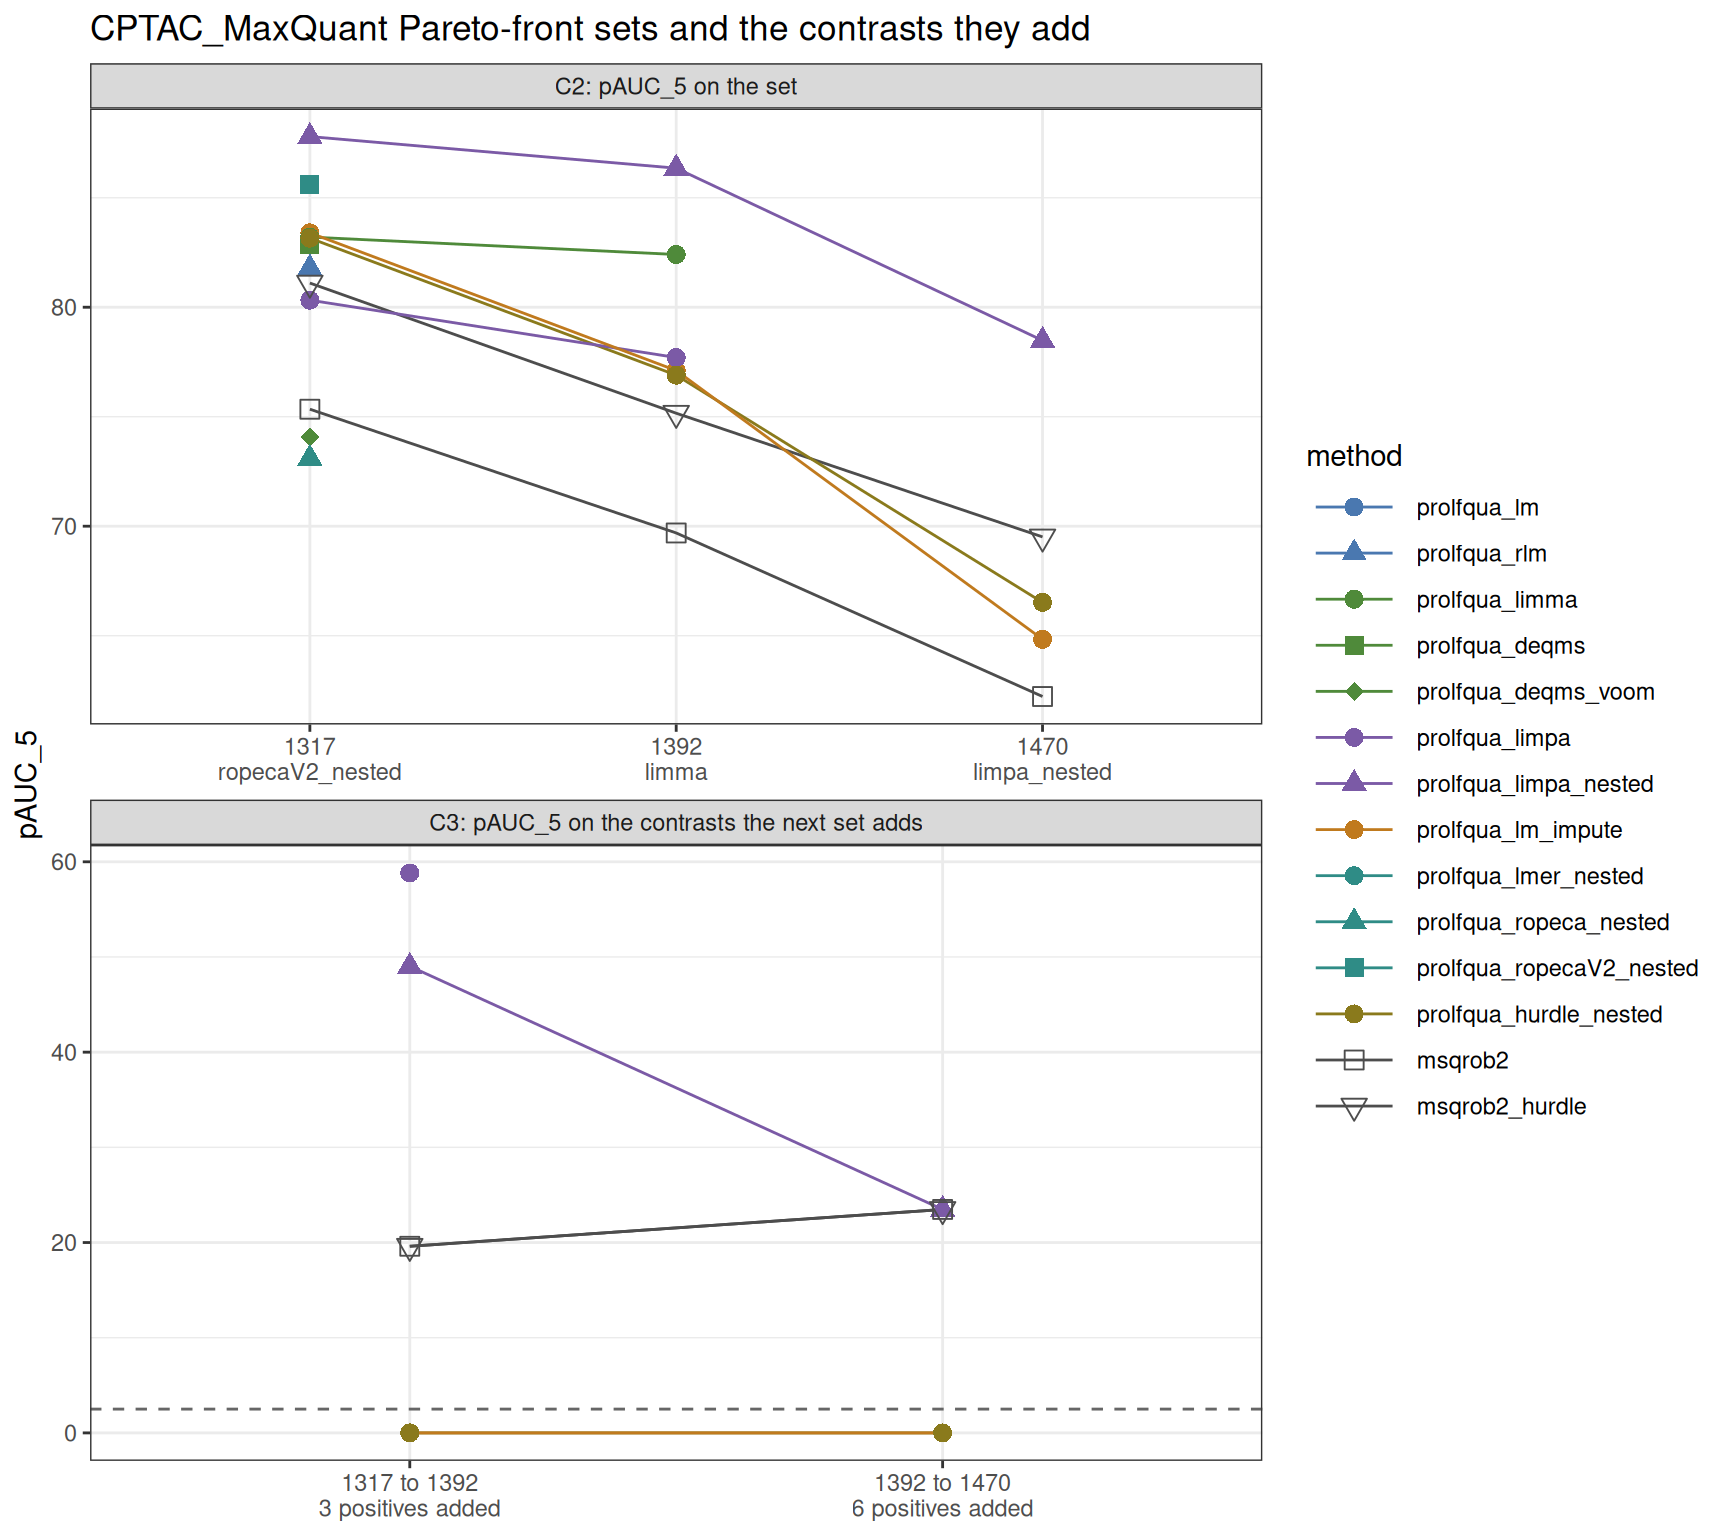 CPTAC_MaxQuant Pareto-front sets and the contrasts they add
C2: pAUC_5 on the set
80
70
1317
ropecaV2_nested
1392
limma
1470
limpa_nested
pAUC_5
C3: pAUC_5 on the contrasts the next set adds
60
40
20
0
1317 to 1392
3 positives added
1392 to 1470
6 positives added
method
prolfqua_lm
prolfqua_rlm
prolfqua_limma
prolfqua_deqms
prolfqua_deqms_voom
prolfqua_limpa
prolfqua_limpa_nested
prolfqua_lm_impute
prolfqua_lmer_nested
prolfqua_ropeca_nested
prolfqua_ropecaV2_nested
prolfqua_hurdle_nested
msqrob2
msqrob2_hurdle